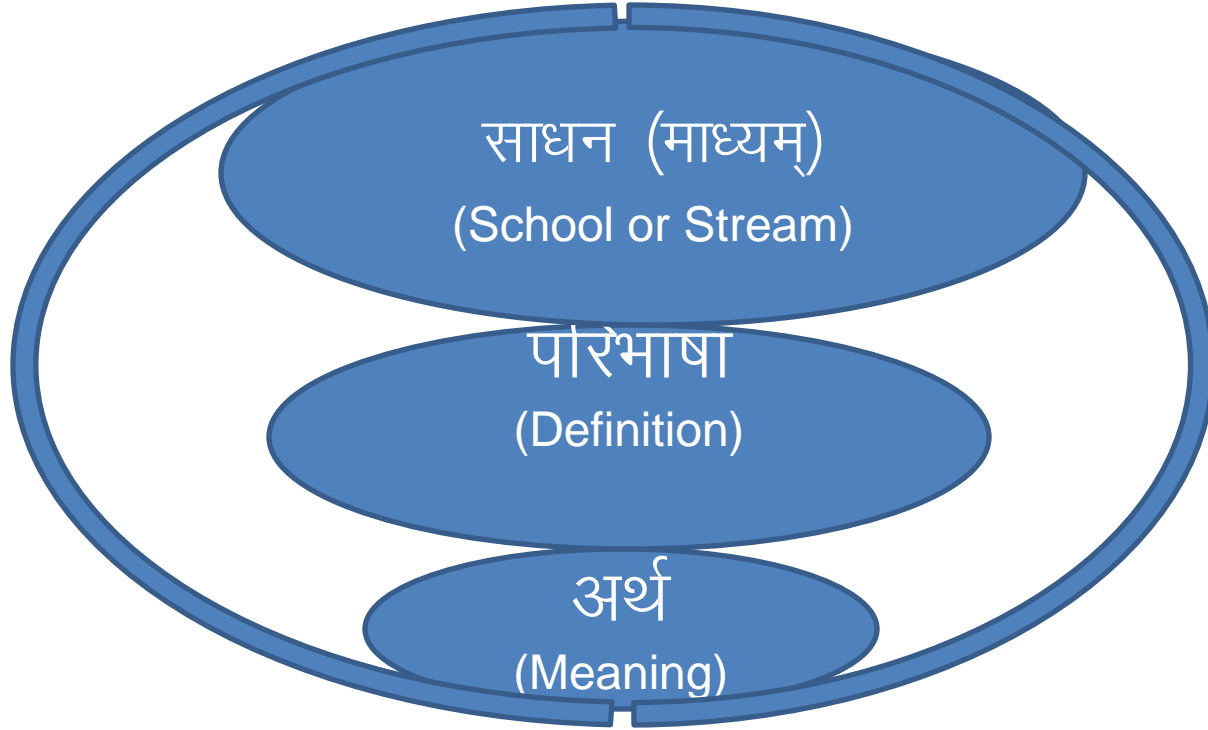 साधन (माध्यम्)
(School or Stream)
परिभाषा
(Definition)
अर्थ
(Meaning)